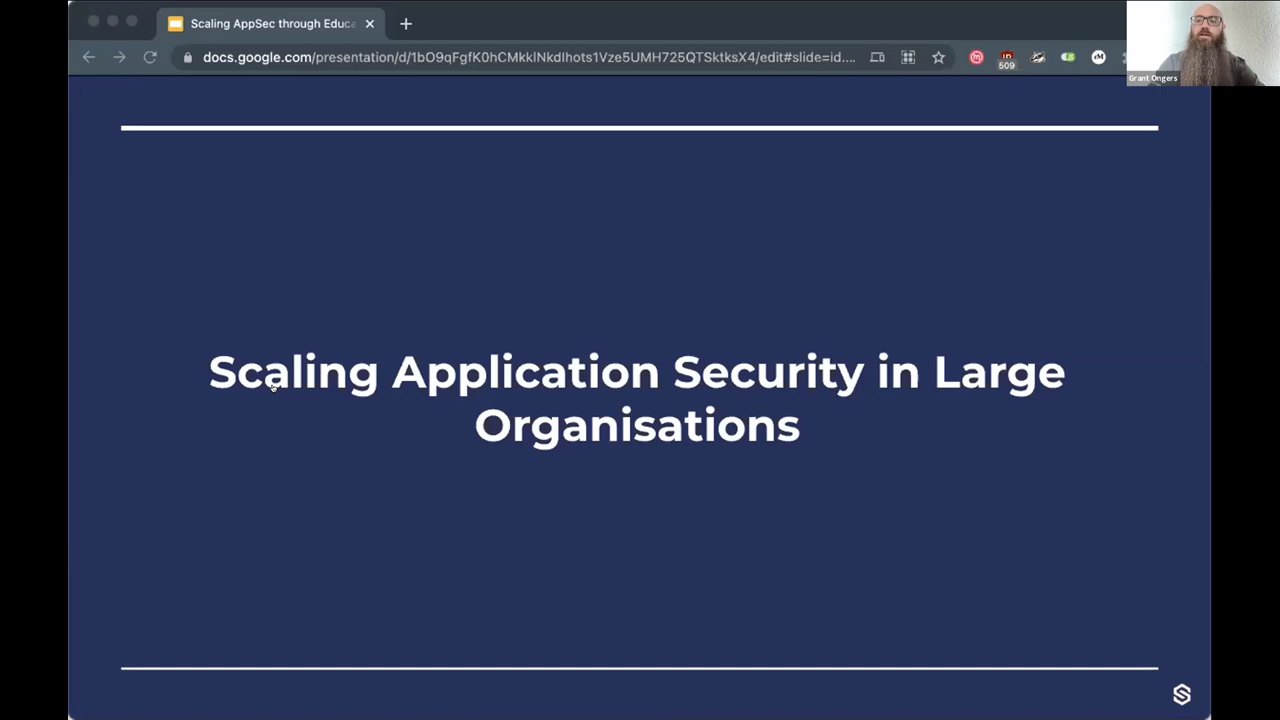 Scaling AppSec through Educa
docs.google.com/presentation/d/1bO9qFgfK0hCMkklNkdIhots1Vze5UMH725QTSktksX4/edit#slide=id....
509
Grant Ongers
Scaling Application Security in Large
Organisations